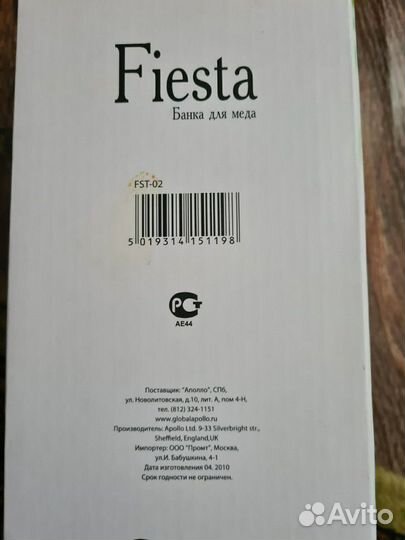 Fiesta
Банка для меда
FST-02
5 019314 151198
РСТ
АЕ44
Поставщик: "Аполло", СПб,
ул. Новолитовская, д.10, лит. А, пом 4-Н,
тел. (812) 324-1151
www.globalapollo.ru
Производитель: Apollo Ltd. 9-33 Silverbright str.,
Sheffield, England,UK
Импортер: ООО "Промт", Москва,
ул.И. Бабушкина, 4-1
Дата изготовления 04. 2010
Срок годности не ограничен.
Avito